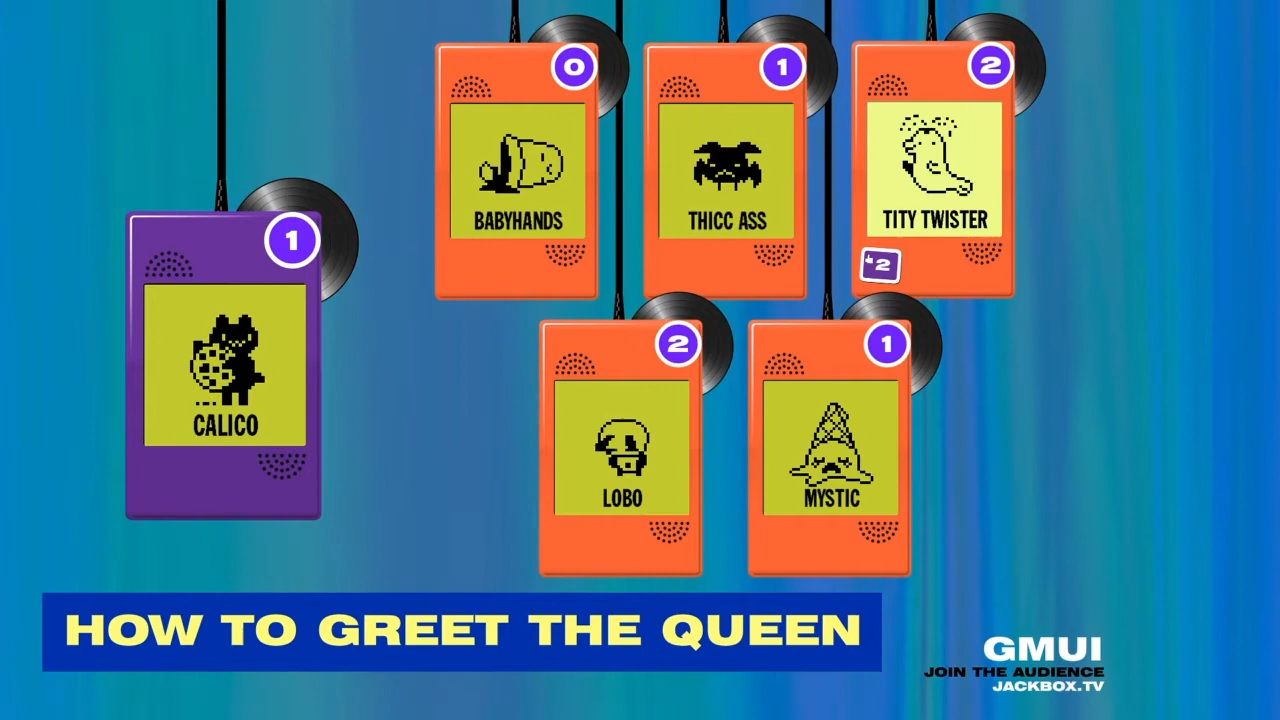 0
BABYHANDS
1
THICC ASS
2
TITY TWISTER
2
1
CALICO
2
LOBO
1
MYSTIC
HOW TO GREET THE QUEEN
GMUI
JOIN THE AUDIENCE
JACKBOX.TV